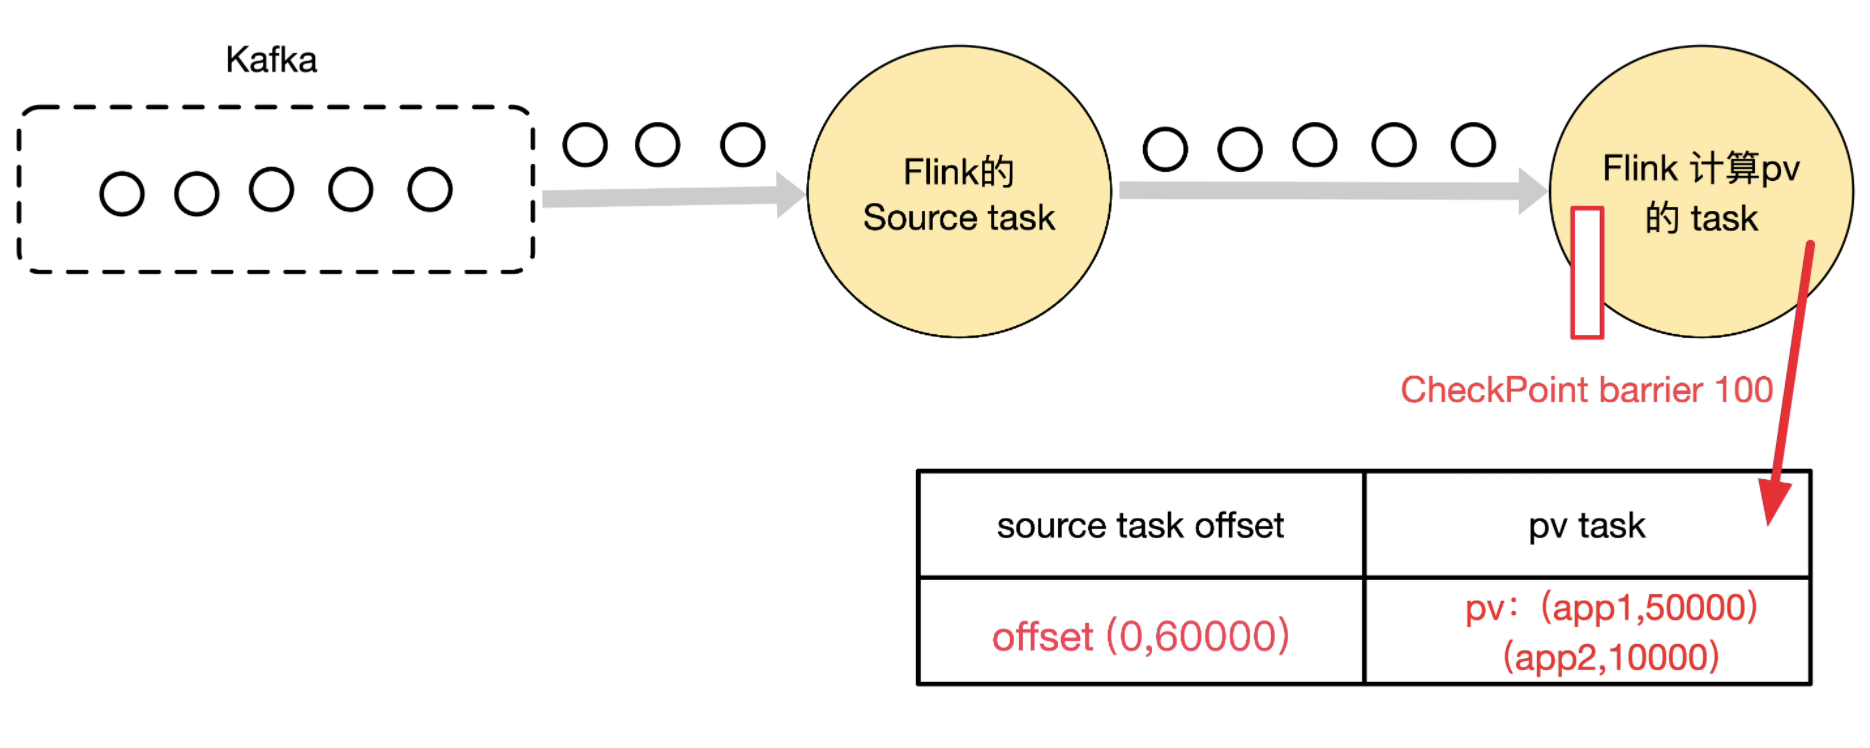 Kafka
Flink的
Source task
Flink 计算pv
的 task
CheckPoint barrier 100
source task offset
pv task
offset (0,60000)
pv：(app1,50000)
(app2,10000)